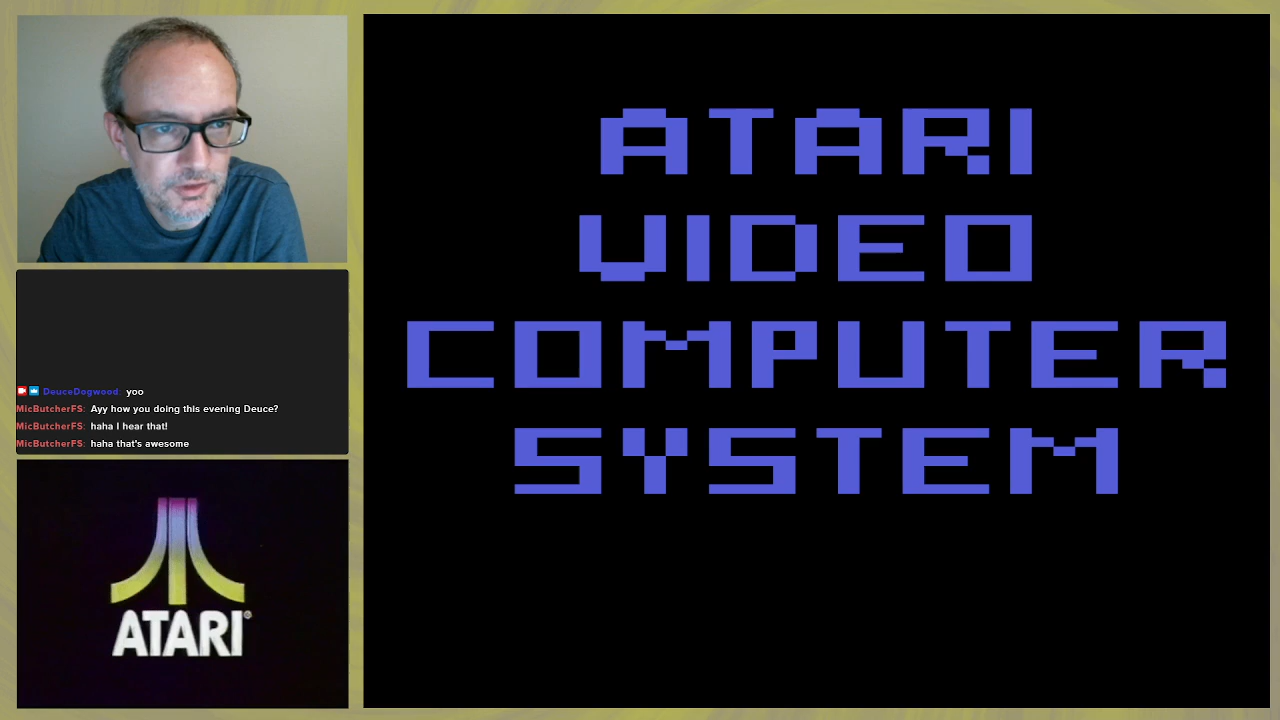 DeuceDogwood: yoo
MicButcherFS: Ayy how you doing this evening Deuce?
MicButcherFS: haha I hear that!
MicButcherFS: haha that's awesome
ATARI®
ATARI
VIDEO
COMPUTER
SYSTEM